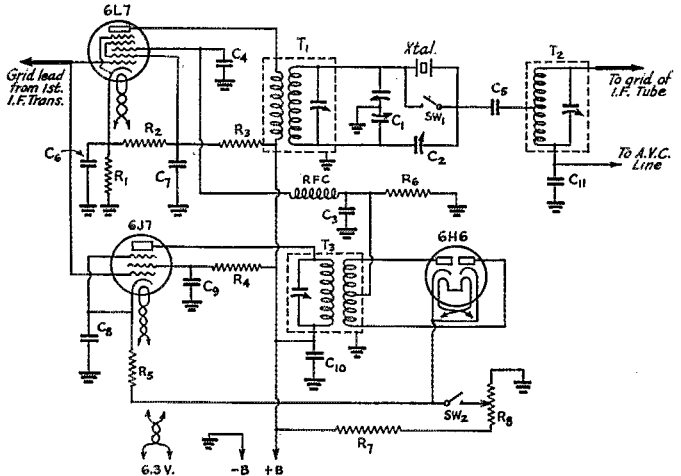 6L7
Grid lead
from 1st.
I.F. Trans.
C4
T1
Xtal.
SW1
C1
C2
C5
T2
To grid of
I.F. Tube
To A.V.C.
Line
C11
C6
R1
R2
C7
R3
RFC
C3
R6
6J7
C9
R4
T3
6H6
C8
R5
C10
SW2
R8
R7
6.3 V.
-B
+B